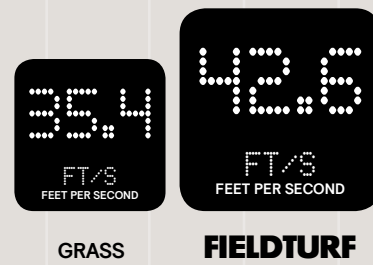 35.4
FT/S
FEET PER SECOND
GRASS
42.6
FT/S
FEET PER SECOND
FIELDTURF